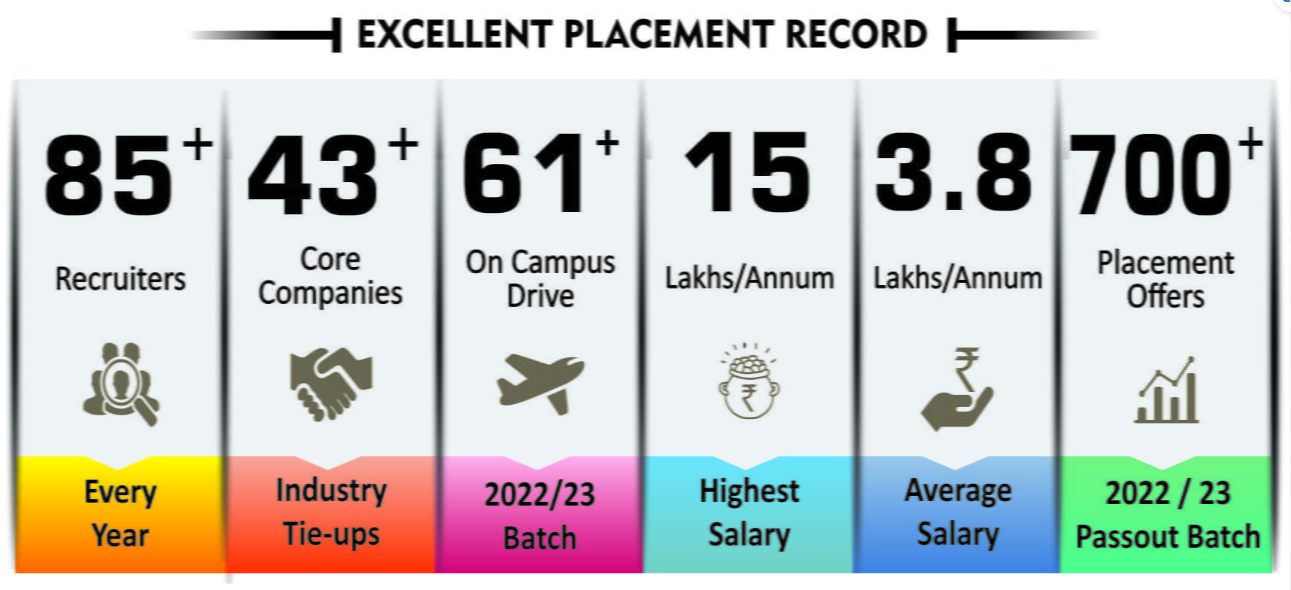 EXCELLENT PLACEMENT RECORD
85+
Recruiters
Every
Year
43+
Core
Companies
Industry
Tie-ups
61+
On Campus
Drive
2022/23
Batch
15
Lakhs/Annum
₹
Highest
Salary
3.8
Lakhs/Annum
₹
Average
Salary
700+
Placement
Offers
2022 / 23
Passout Batch